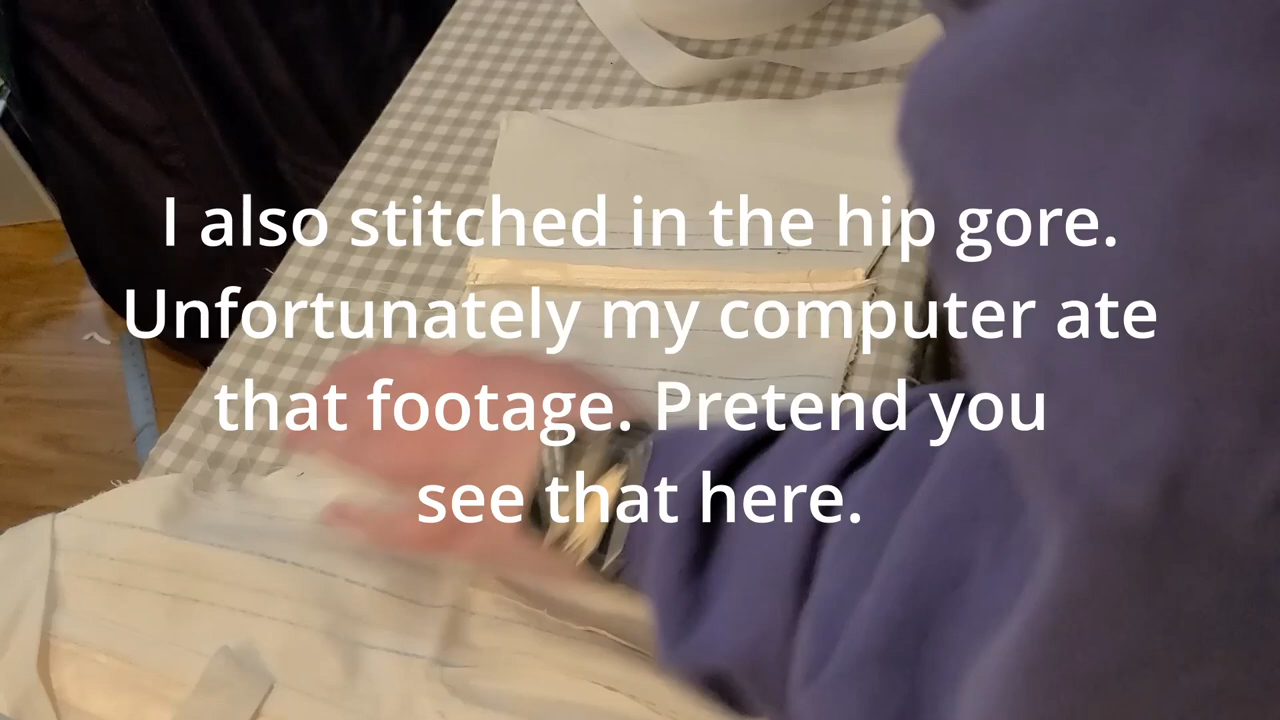 I also stitched in the hip gore.
Unfortunately my computer ate
that footage. Pretend you
see that here.